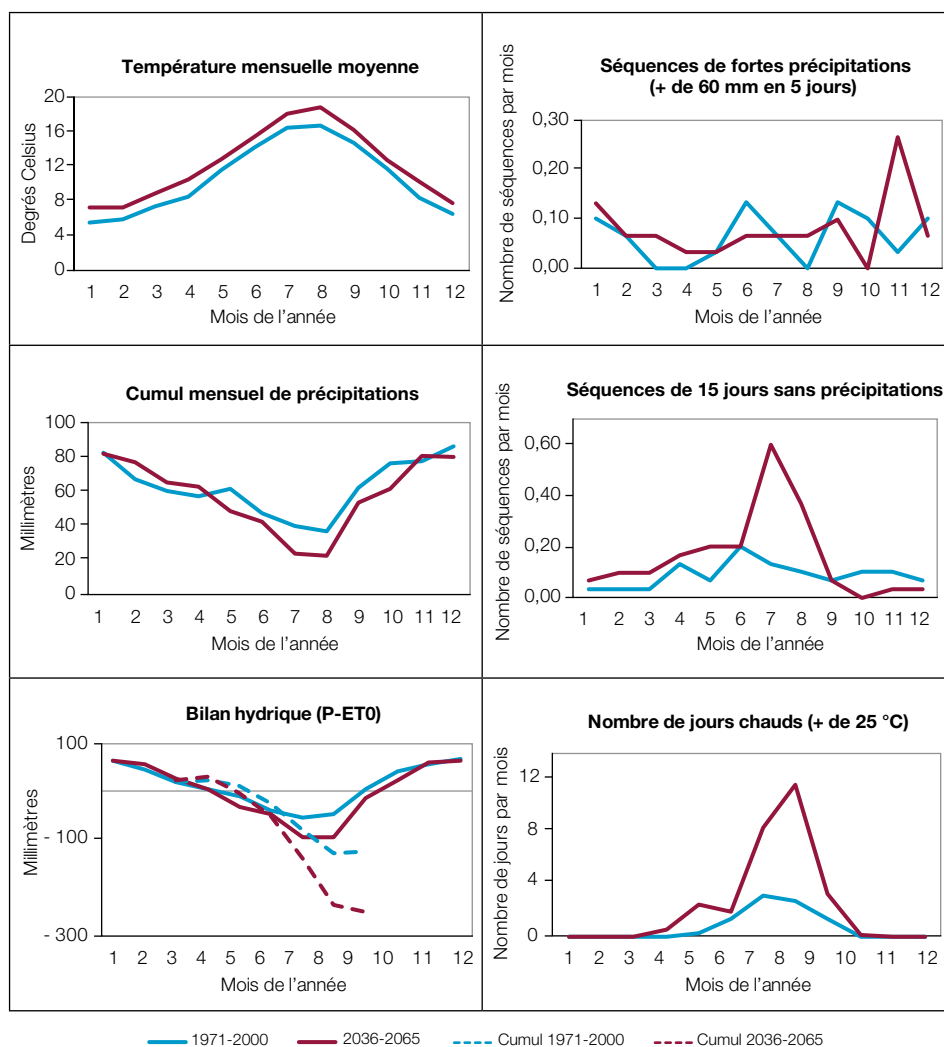 Température mensuelle moyenne
Degrés Celsius
20
16
12
8
4
0
1 2 3 4 5 6 7 8 9 10 11 12
Mois de l'année
Séquences de fortes précipitations
(+ de 60 mm en 5 jours)
Nombre de séquences par mois
0,30
0,20
0,10
0,00
1 2 3 4 5 6 7 8 9 10 11 12
Mois de l'année
Cumul mensuel de précipitations
Millimètres
100
80
60
40
20
0
1 2 3 4 5 6 7 8 9 10 11 12
Mois de l'année
Séquences de 15 jours sans précipitations
Nombre de séquences par mois
0,60
0,40
0,20
0,00
1 2 3 4 5 6 7 8 9 10 11 12
Mois de l'année
Bilan hydrique (P-ET0)
Millimètres
100
- 100
- 300
1 2 3 4 5 6 7 8 9 10 11 12
Mois de l'année
Nombre de jours chauds (+ de 25 °C)
Nombre de jours par mois
12
8
4
0
1 2 3 4 5 6 7 8 9 10 11 12
Mois de l'année
1971-2000 2036-2065 Cumul 1971-2000 Cumul 2036-2065